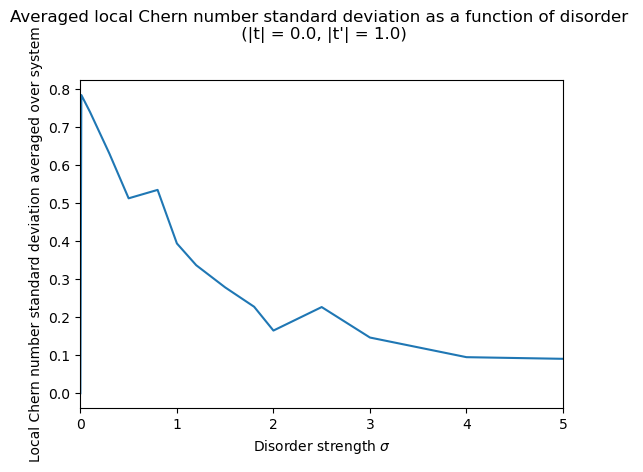 Averaged local Chern number standard deviation as a function of disorder
(|t| = 0.0, |t'| = 1.0)
Local Chern number standard deviation averaged over system
0.8
0.7
0.6
0.5
0.4
0.3
0.2
0.1
0.0
0 1 2 3 4 5
Disorder strength σ